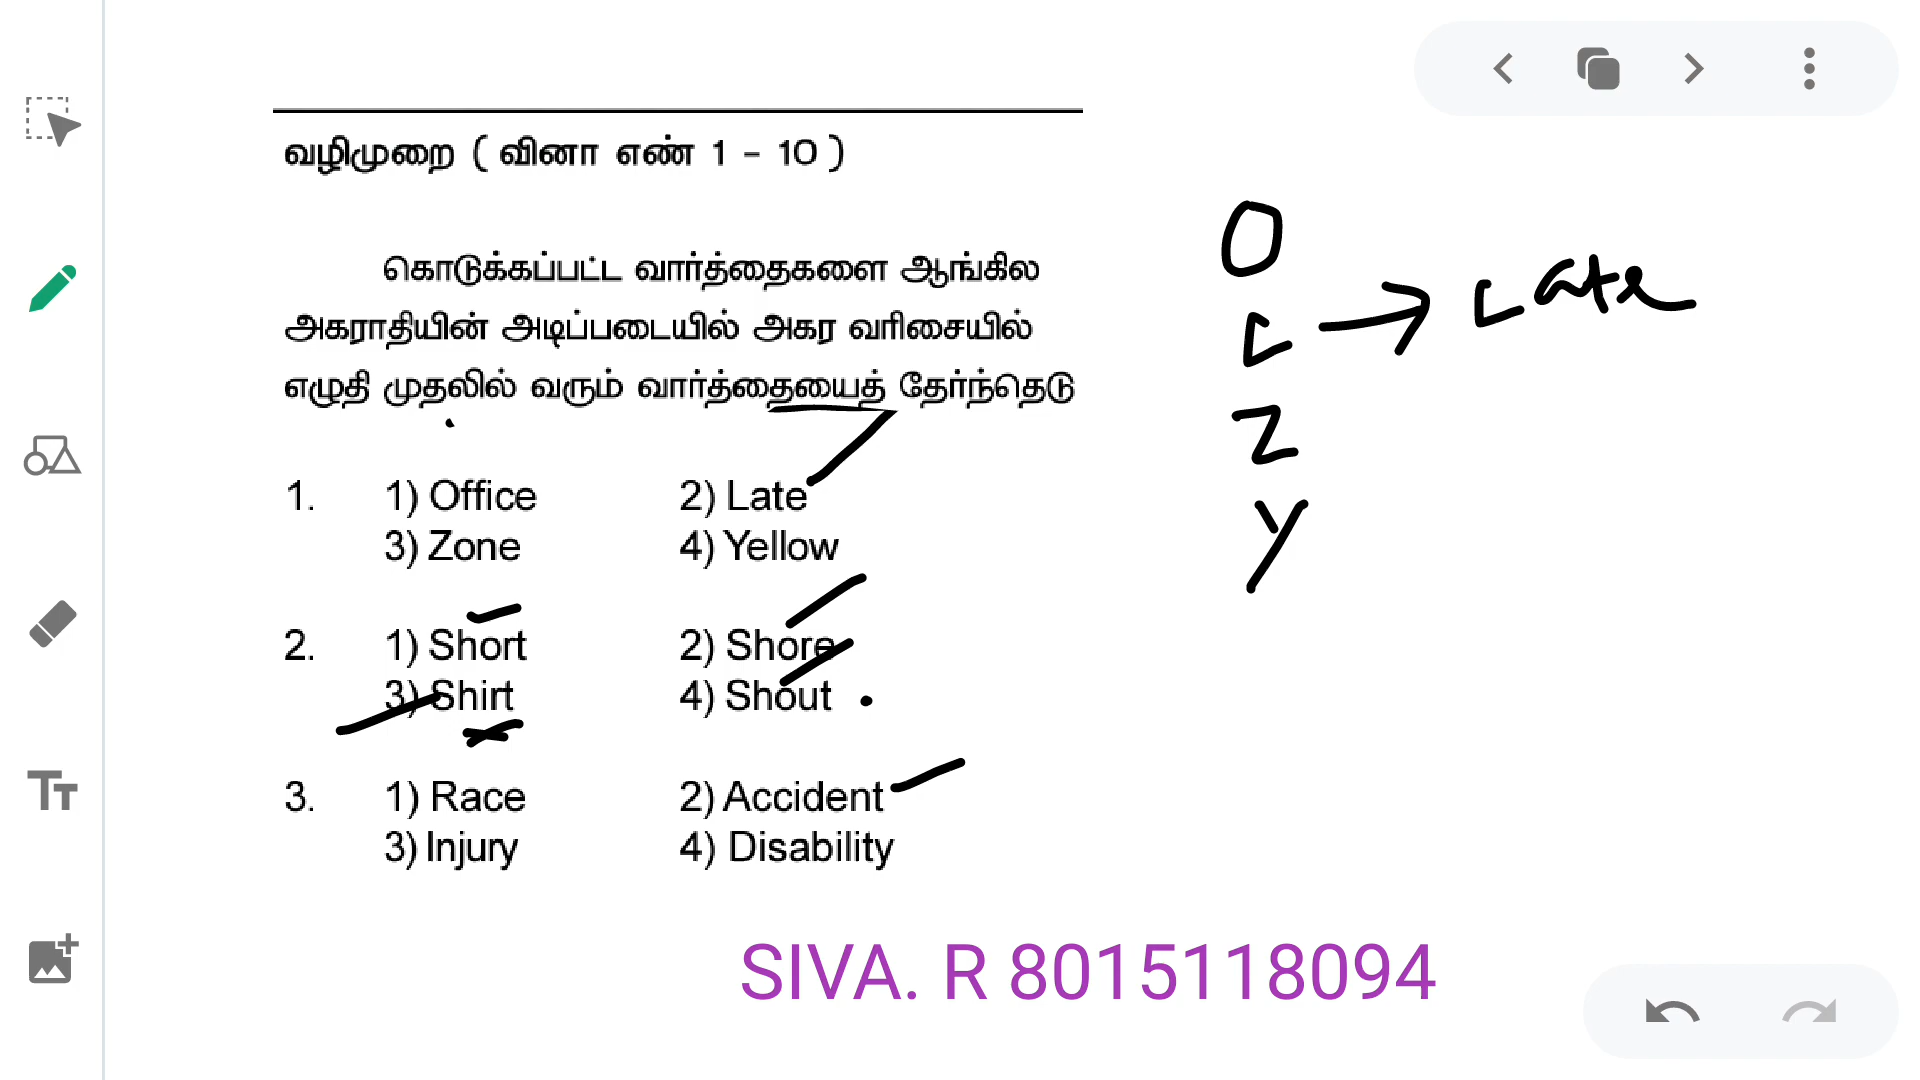 வழிமுறை ( வினா எண் 1 - 10 )
கொடுக்கப்பட்ட வார்த்தைகளை ஆங்கில
அகராதியின் அடிப்படையில் அகர வரிசையில்
எழுதி முதலில் வரும் வார்த்தையைத் தேர்ந்தெடு
1. 1) Office 2) Late
3) Zone 4) Yellow
2. 1) Short 2) Shore
3) Shirt 4) Shout
3. 1) Race 2) Accident
3) Injury 4) Disability
O
L → Late
Z
Y
SIVA. R 8015118094
Tт